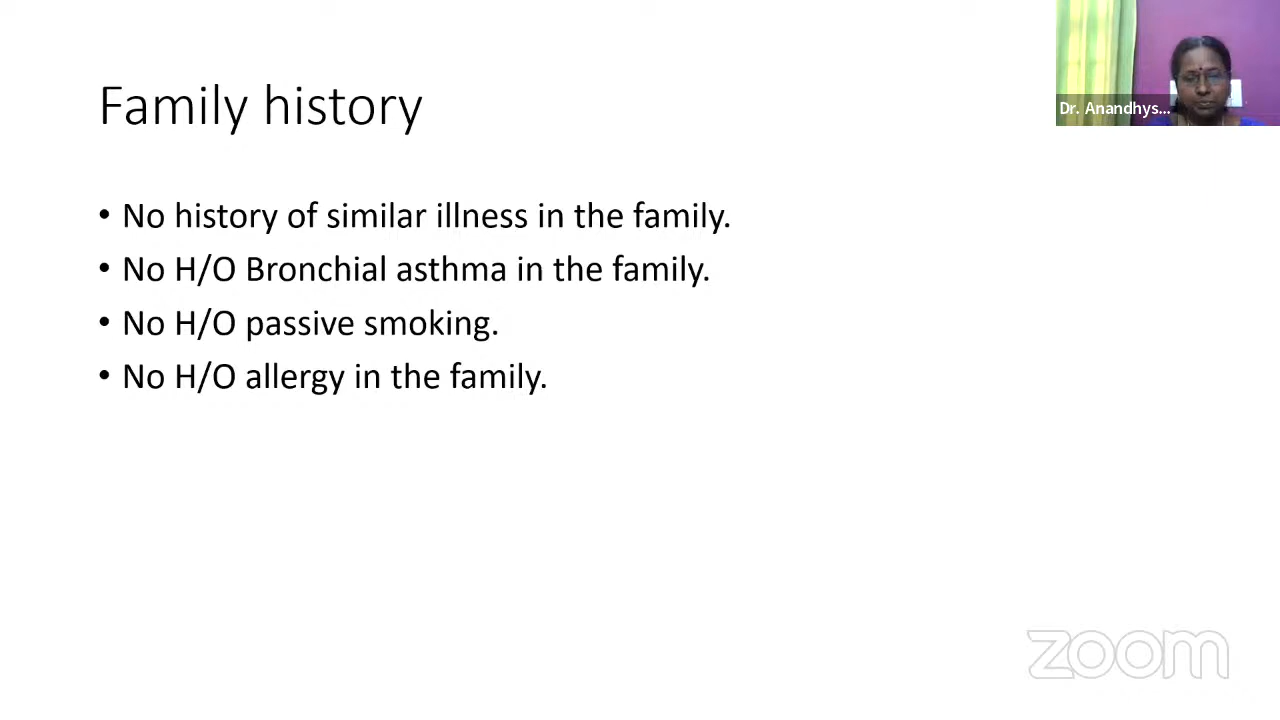 Family history
Dr. Anandhys...
• No history of similar illness in the family.
• No H/O Bronchial asthma in the family.
• No H/O passive smoking.
• No H/O allergy in the family.
zoom